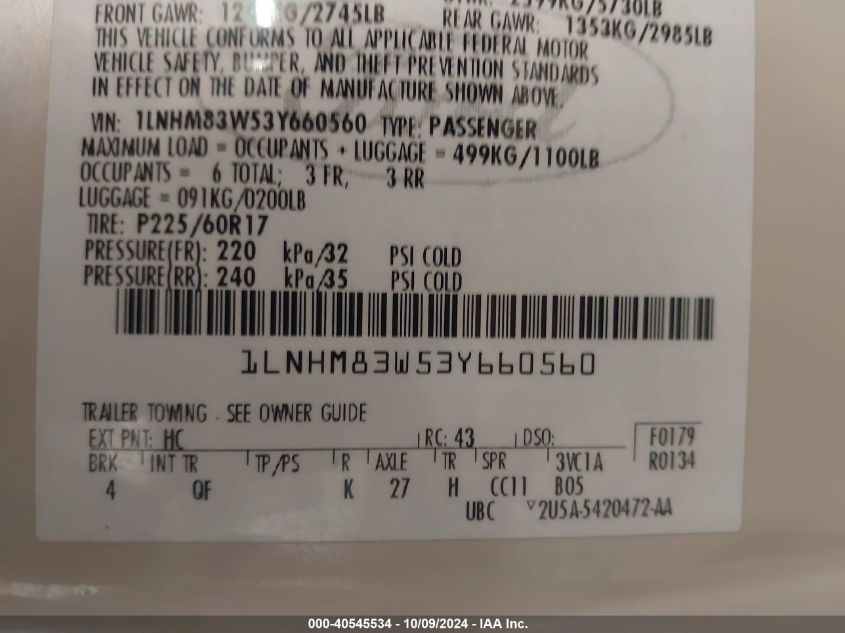 FRONT GAWR: 12 KG/2745LB
REAR GAWR: 1353KG/2985LB
THIS VEHICLE CONFORMS TO ALL APPLICABLE FEDERAL MOTOR
VEHICLE SAFETY, BUMPER, AND THEFT PREVENTION STANDARDS
IN EFFECT ON THE DATE OF MANUFACTURE SHOWN ABOVE.
VIN: 1LNHM83W53Y660560 TYPE: PASSENGER
MAXIMUM LOAD = OCCUPANTS + LUGGAGE = 499KG/1100LB
OCCUPANTS = 6 TOTAL; 3 FR, 3 RR
LUGGAGE = 091KG/0200LB
TIRE: P225/60R17
PRESSURE(FR): 220 kPa/32 PSI COLD
PRESSURE(RR): 240 kPa/35 PSI COLD
1LNHM83W53Y660560
TRAILER TOWING - SEE OWNER GUIDE
EXT PNT: HC RC: 43 DSO: F0179
BRK INT TR TP/PS R AXLE TR SPR 3VC1A R0134
4 QF K 27 H CC11 B05
UBC 2U5A-5420472-AA
000-40545534 - 10/09/2024 - IAA Inc.